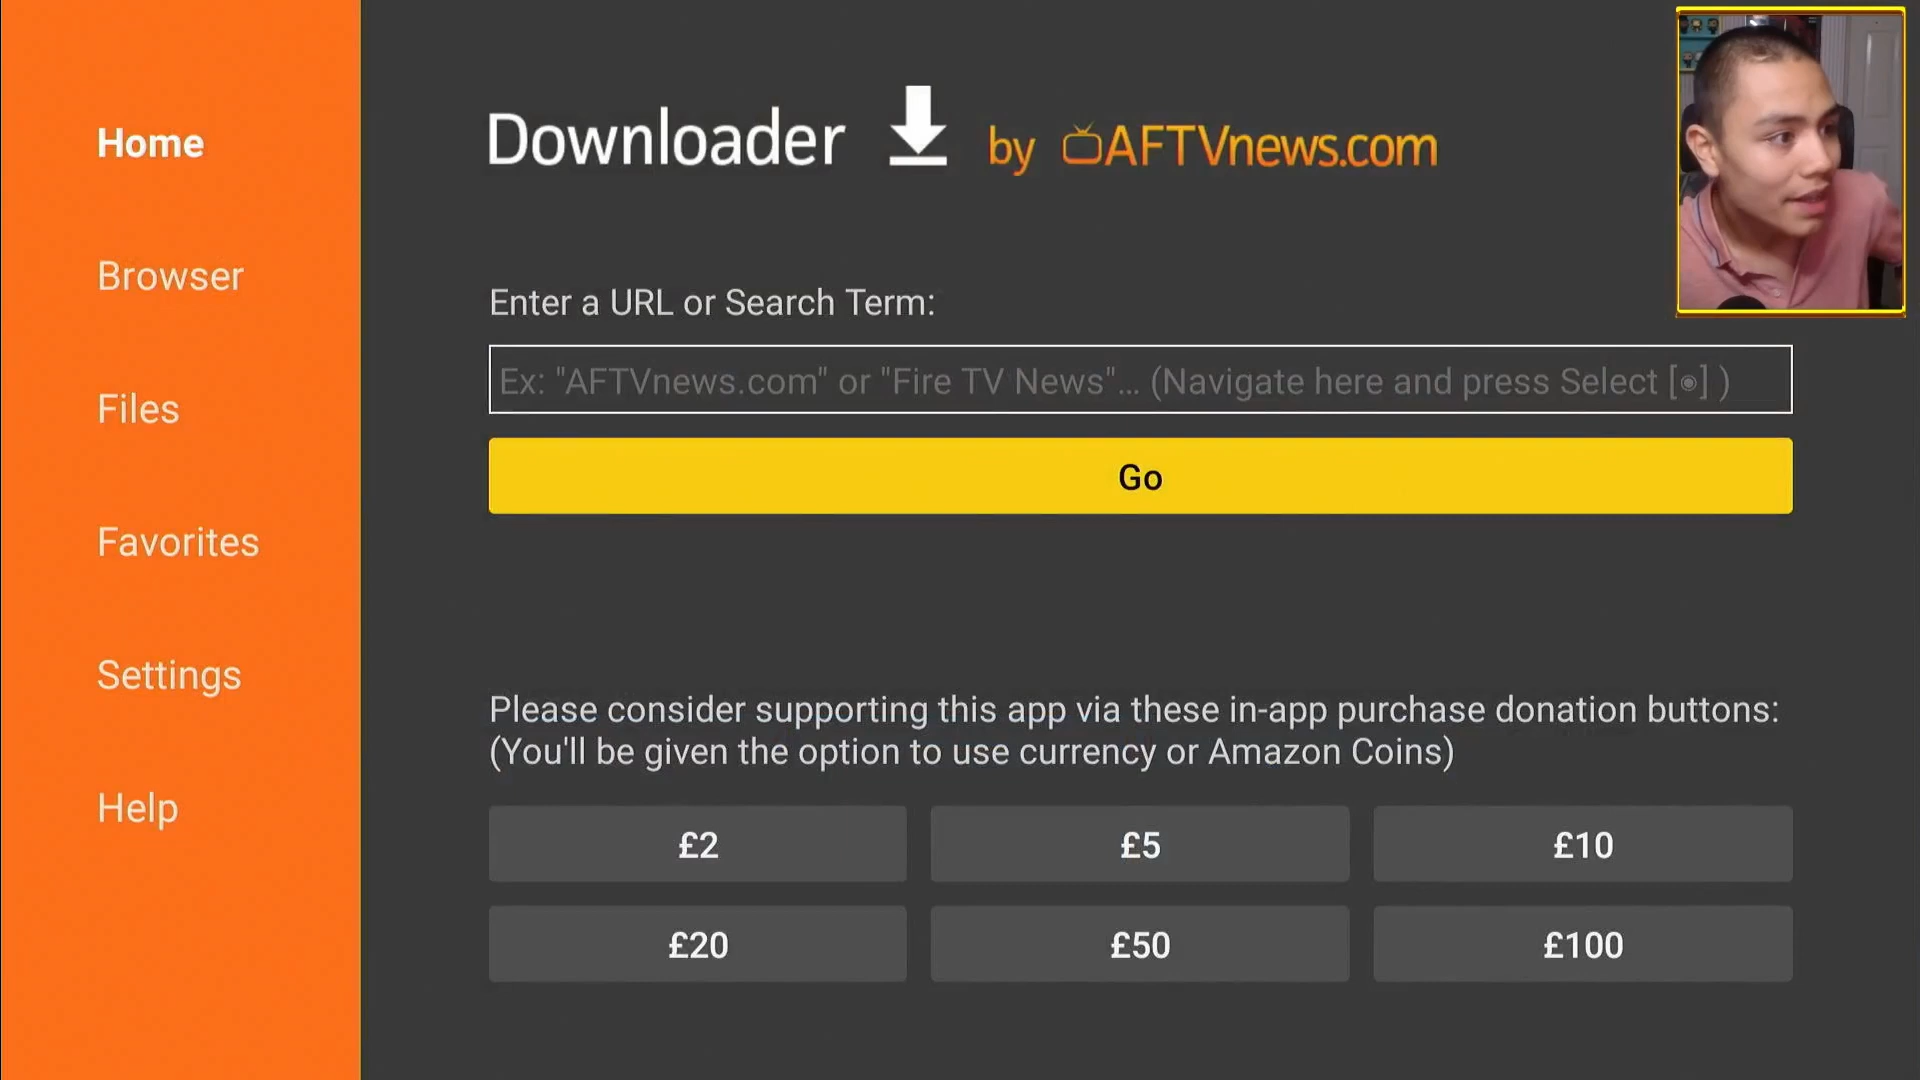 Home
Browser
Files
Favorites
Settings
Help
Downloader by AFTVnews.com
Enter a URL or Search Term:
Ex: "AFTVnews.com" or "Fire TV News"... (Navigate here and press Select [◉] )
Go
Please consider supporting this app via these in-app purchase donation buttons:
(You'll be given the option to use currency or Amazon Coins)
£2
£5
£10
£20
£50
£100